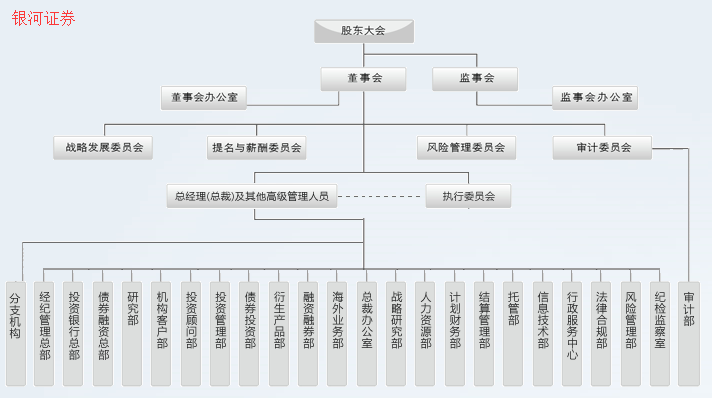 银河证券
股东大会
董事会
监事会
董事会办公室
监事会办公室
战略发展委员会
提名与薪酬委员会
风险管理委员会
审计委员会
总经理(总裁)及其他高级管理人员
执行委员会
分支机构
经纪管理总部
投资银行总部
债券融资总部
研究部
机构客户部
投资顾问部
投资管理部
债券投资部
衍生产品部
融资融券部
海外业务部
总裁办公室
战略研究部
人力资源部
计划财务部
结算管理部
托管部
信息技术部
行政服务中心
法律合规部
风险管理部
纪检监察室
审计部